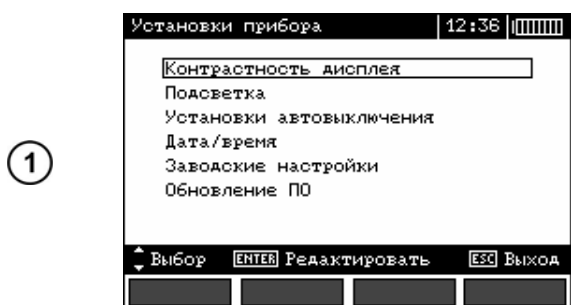 Установки прибора 12:36
Контрастность дисплея
Подсветка
Установки автовыключения
Дата/время
Заводские настройки
Обновление ПО
1
Выбор ENTER Редактировать ESC Выход